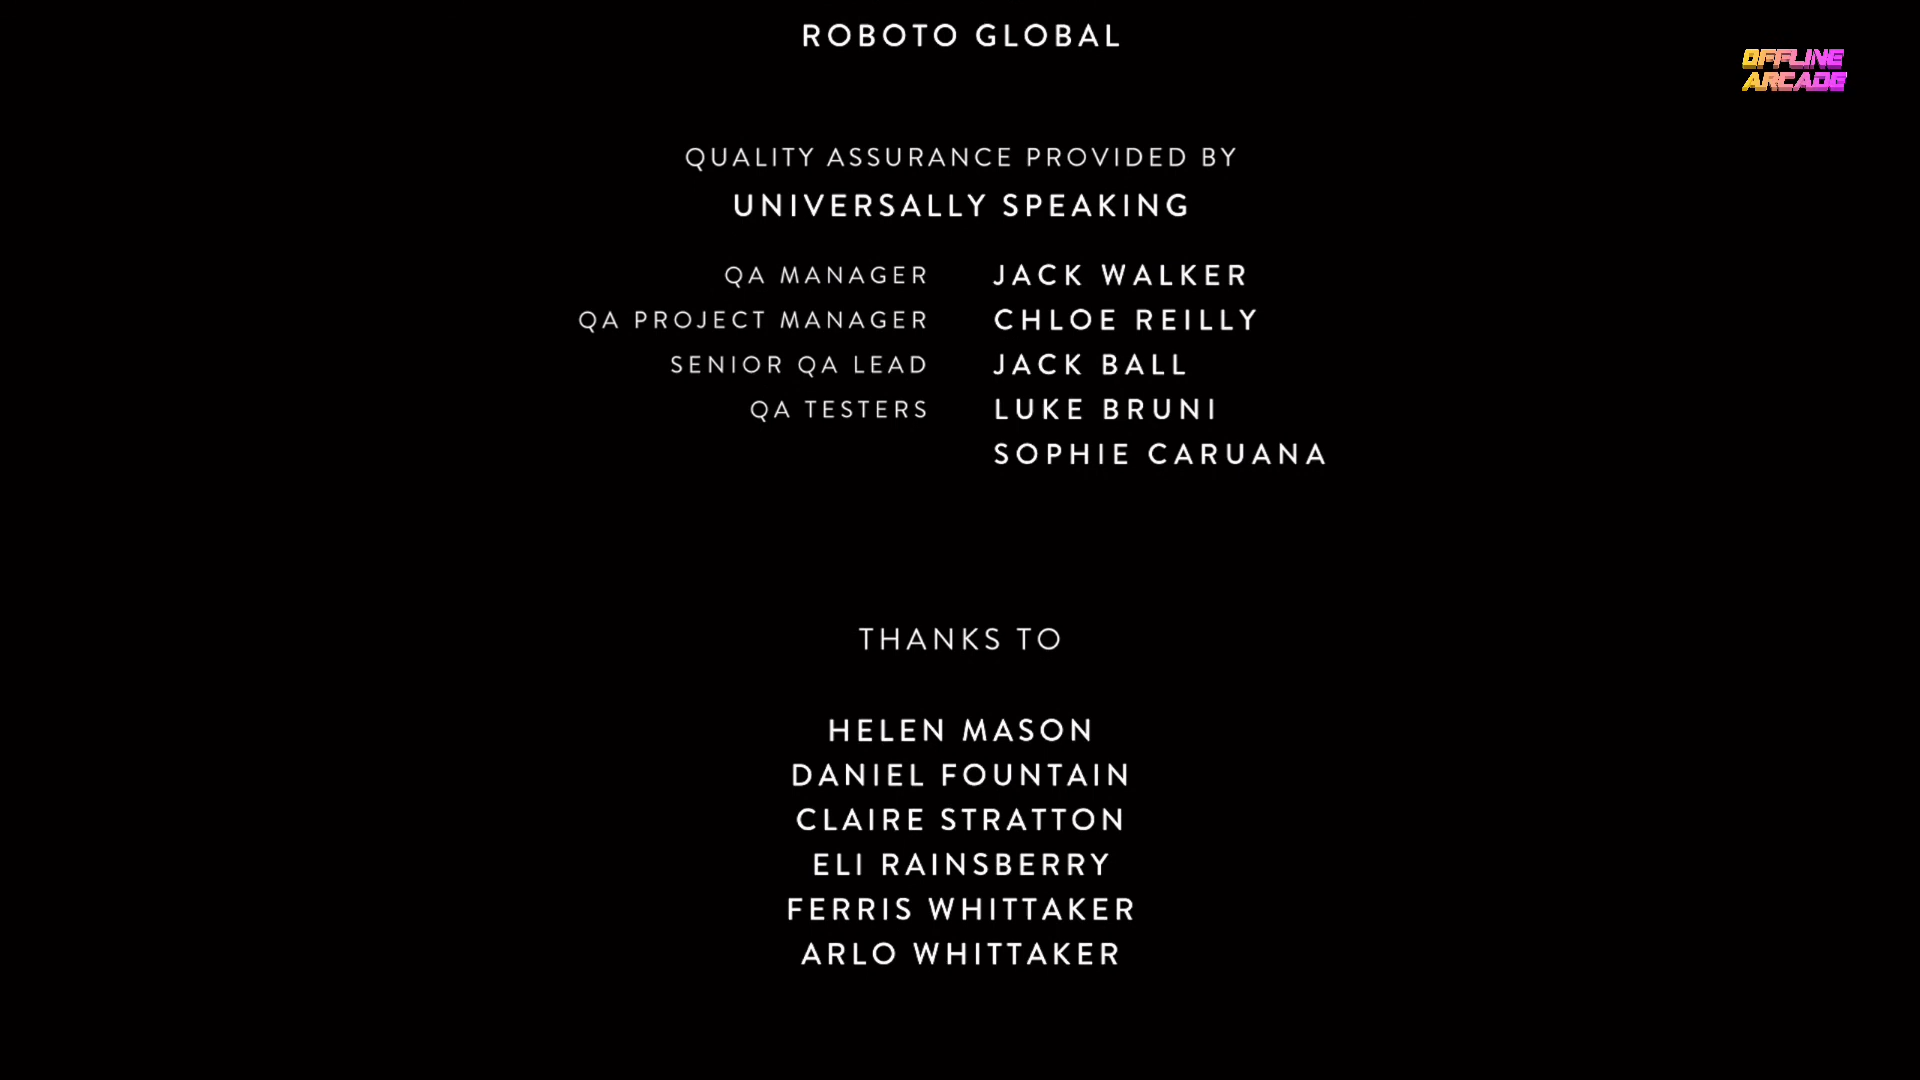 ROBOTO GLOBAL
OFFLINE
ARCADE
QUALITY ASSURANCE PROVIDED BY
UNIVERSALLY SPEAKING
QA MANAGER JACK WALKER
QA PROJECT MANAGER CHLOE REILLY
SENIOR QA LEAD JACK BALL
QA TESTERS LUKE BRUNI
SOPHIE CARUANA
THANKS TO
HELEN MASON
DANIEL FOUNTAIN
CLAIRE STRATTON
ELI RAINSBERRY
FERRIS WHITTAKER
ARLO WHITTAKER